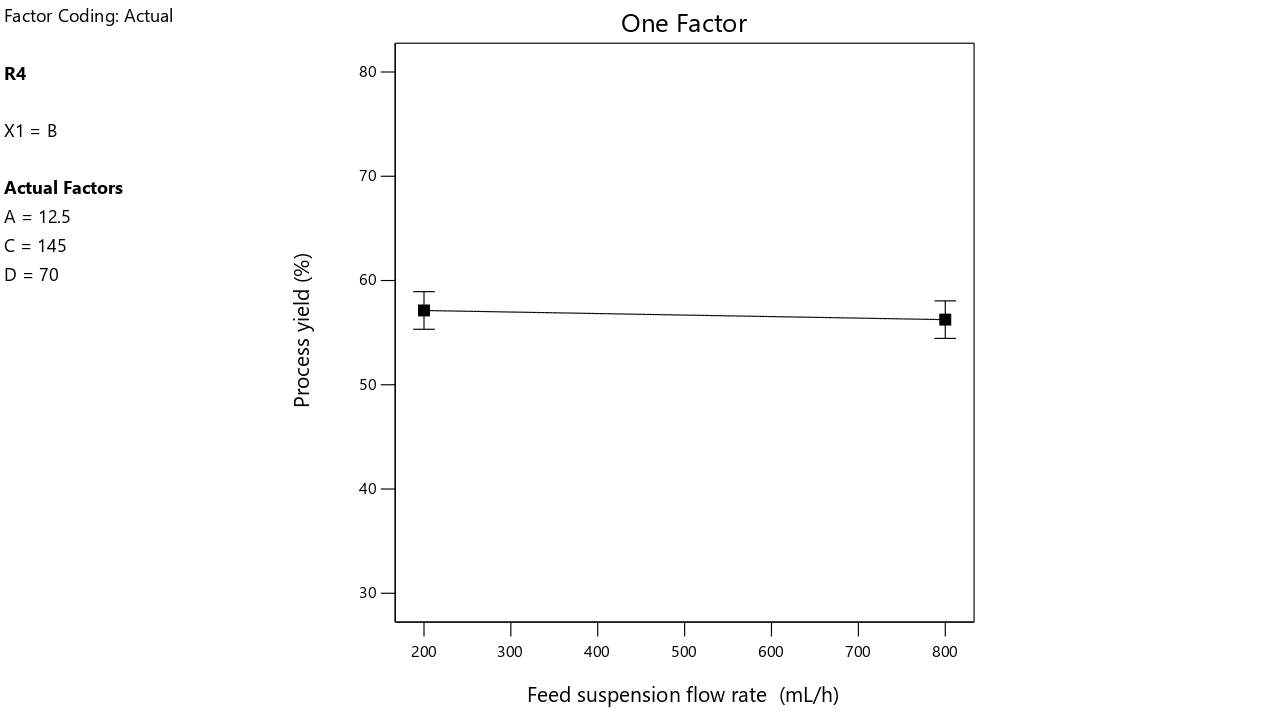 Factor Coding: Actual
R4
X1 = B
Actual Factors
A = 12.5
C = 145
D = 70
One Factor
Process yield (%)
80
70
60
50
40
30
200 300 400 500 600 700 800
Feed suspension flow rate (mL/h)